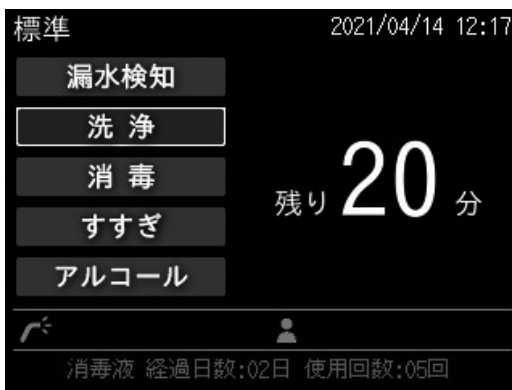 標準 2021/04/14 12:17
漏水検知
洗浄
消毒
すすぎ
アルコール
残り 20 分
消毒液 経過日数:02日 使用回数:05回